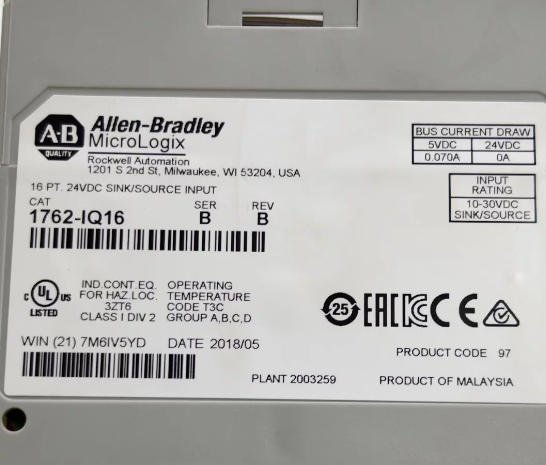 A-B
QUALITY
Allen-Bradley
MicroLogix
Rockwell Automation
1201 S 2nd St, Milwaukee, WI 53204, USA
BUS CURRENT DRAW
5VDC 24VDC
0.070A 0A
16 PT. 24VDC SINK/SOURCE INPUT
INPUT
RATING
10-30VDC
SINK/SOURCE
CAT SER REV
1762-IQ16 B B
C UL US
LISTED
IND.CONT.EQ.
FOR HAZ.LOC.
3ZT6
CLASS I DIV 2
OPERATING
TEMPERATURE
CODE T3C
GROUP A,B,C,D
25 EAC KC CE
WIN (21) 7M6IV5YD DATE 2018/05
PRODUCT CODE 97
PLANT 2003259 PRODUCT OF MALAYSIA